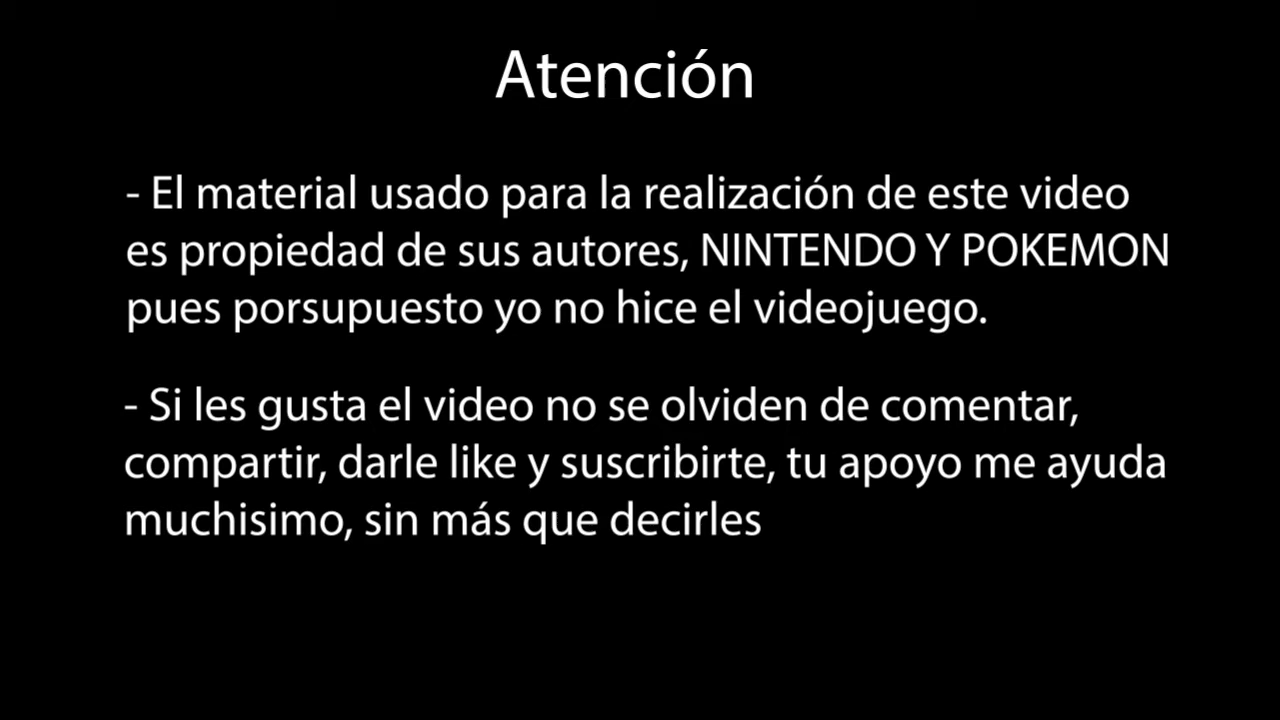 Atención
- El material usado para la realización de este video
es propiedad de sus autores, NINTENDO Y POKEMON
pues porsupuesto yo no hice el videojuego.
- Si les gusta el video no se olviden de comentar,
compartir, darle like y suscribirte, tu apoyo me ayuda
muchisimo, sin más que decirles